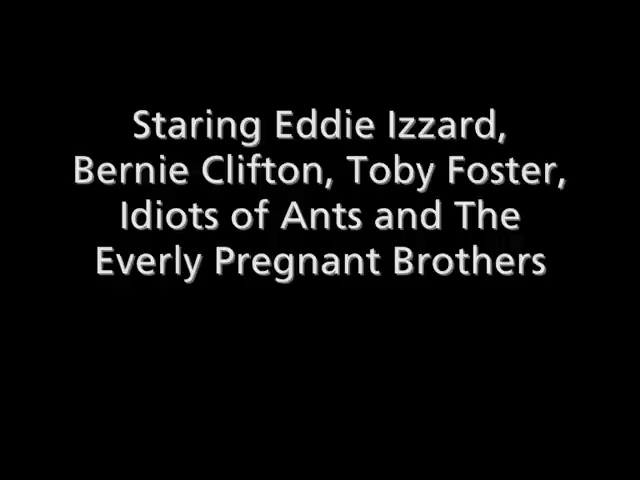 Staring Eddie Izzard,
Bernie Clifton, Toby Foster,
Idiots of Ants and The
Everly Pregnant Brothers